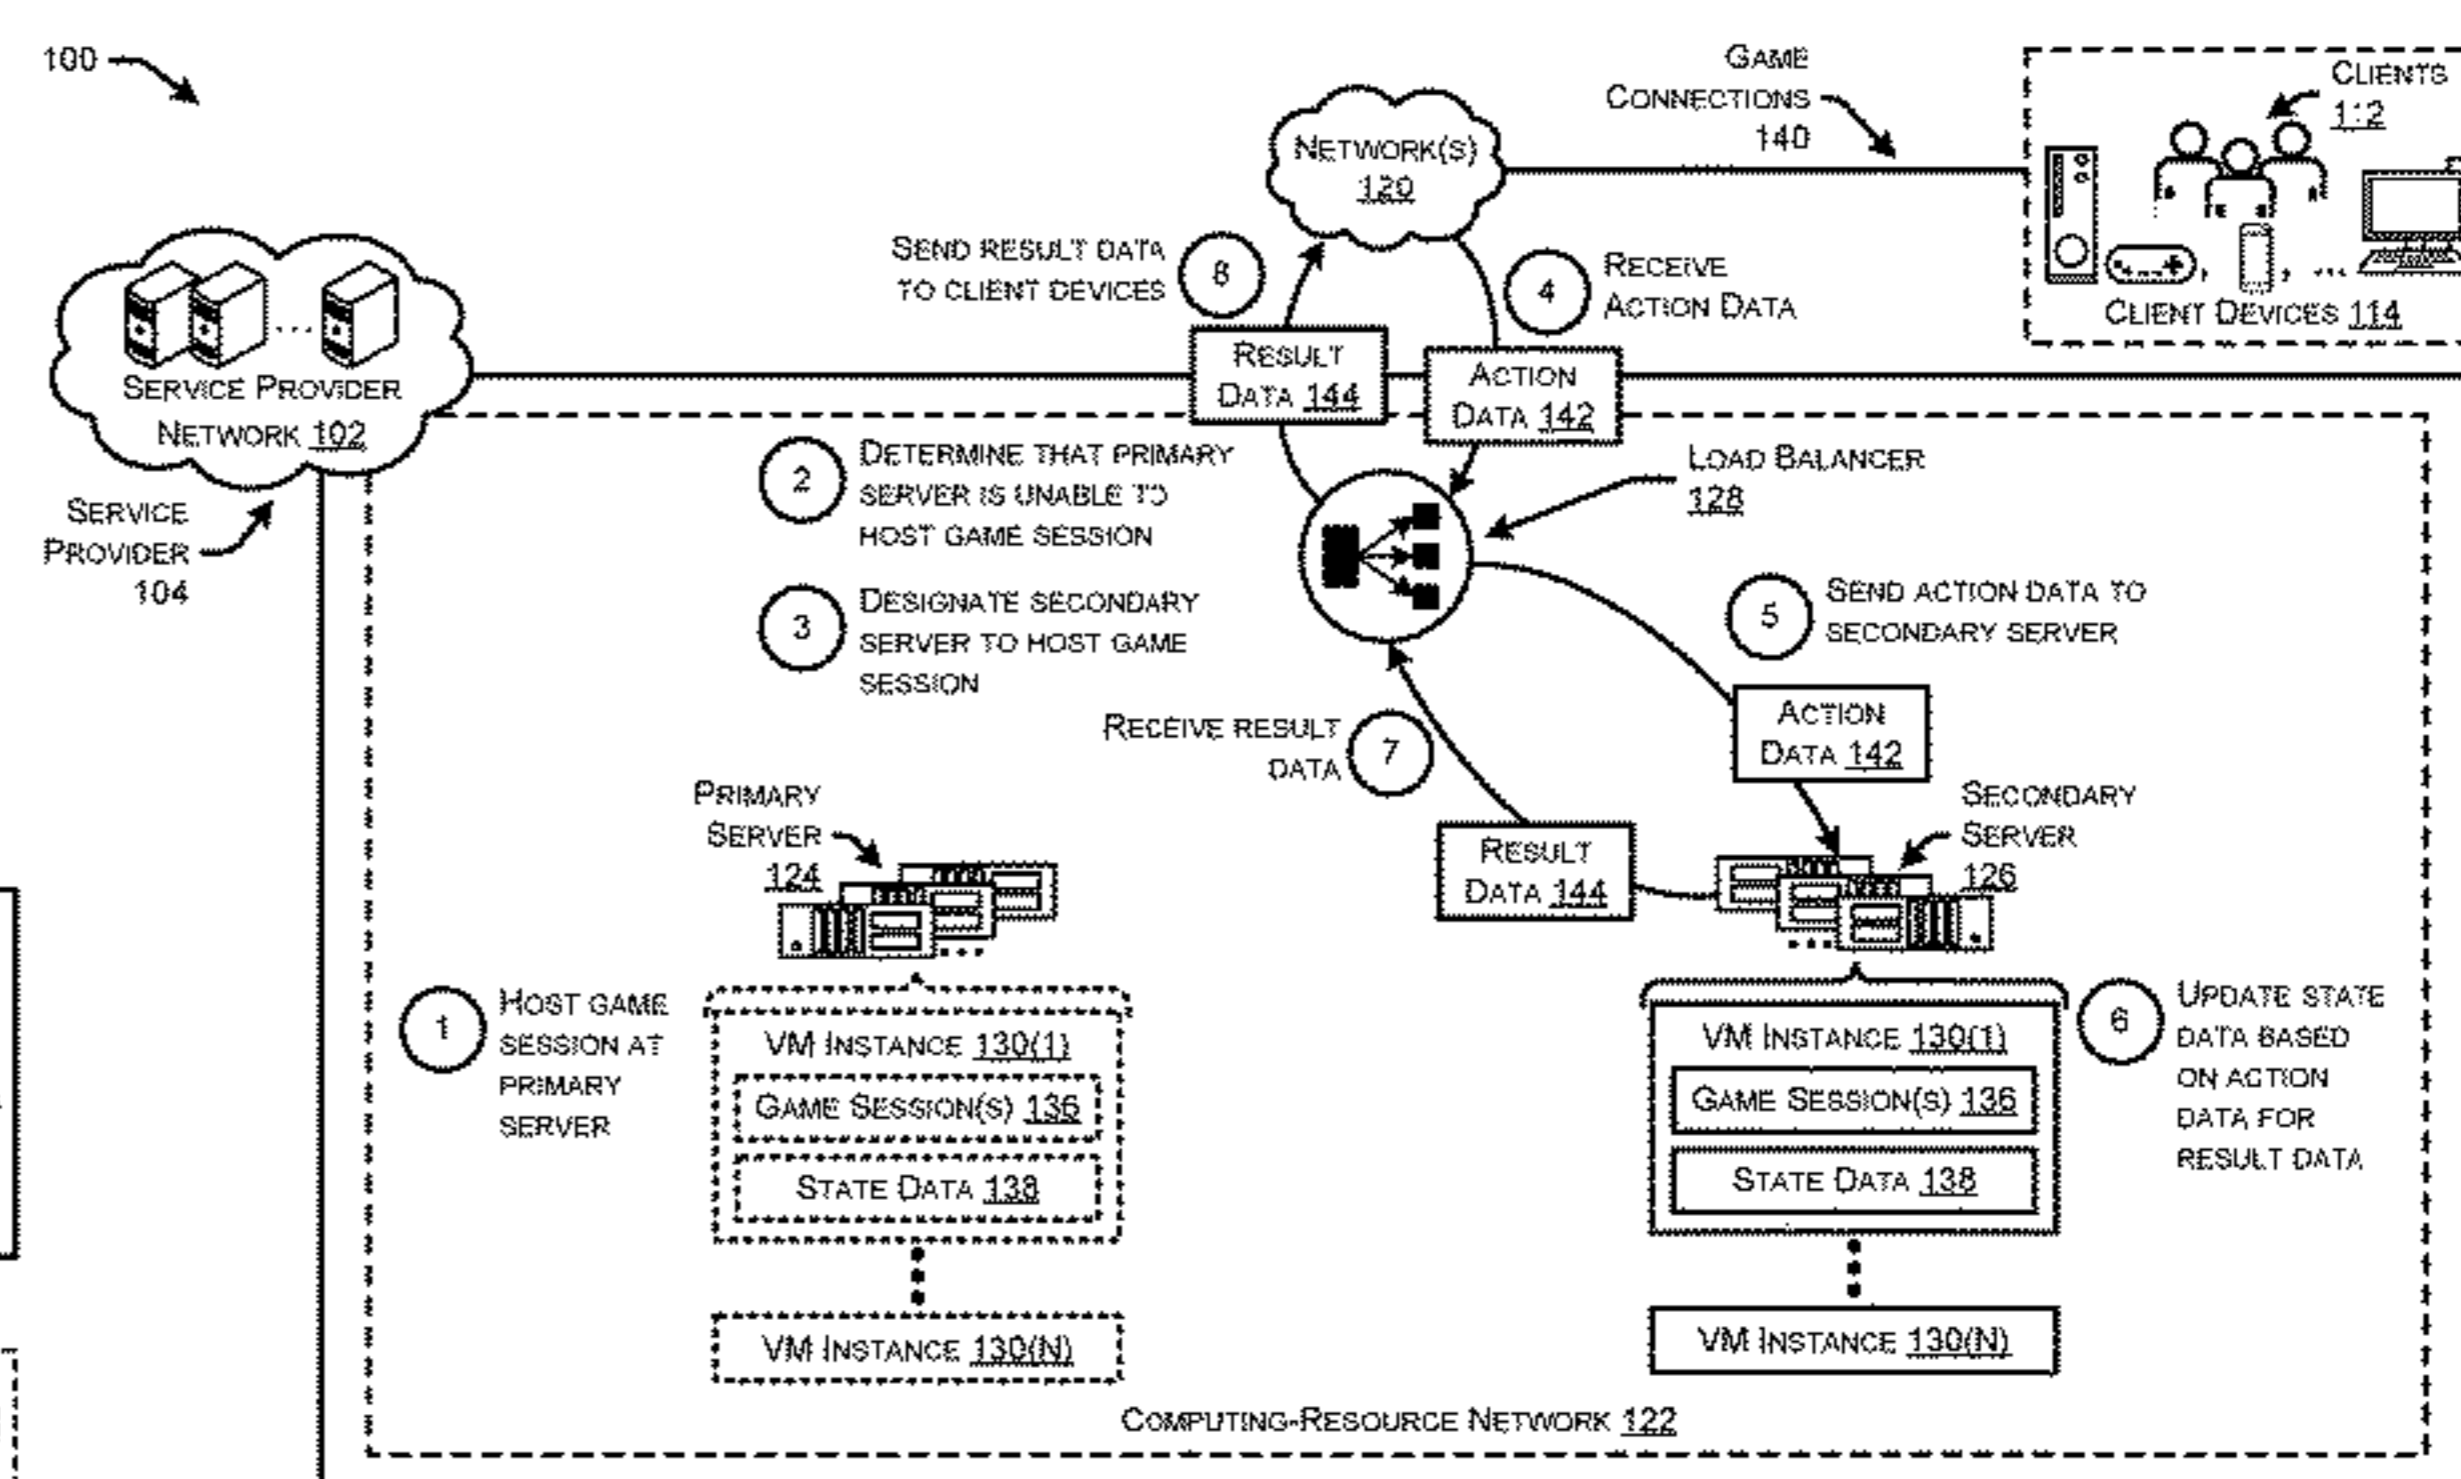 100
GAME
CONNECTIONS
140
CLIENTS
112
NETWORK(S)
120
CLIENT DEVICES 114
SEND RESULT DATA
TO CLIENT DEVICES
8
4
RECEIVE
ACTION DATA
SERVICE PROVIDER
NETWORK 102
RESULT
DATA 144
ACTION
DATA 142
SERVICE
PROVIDER
104
2
DETERMINE THAT PRIMARY
SERVER IS UNABLE TO
HOST GAME SESSION
LOAD BALANCER
128
3
DESIGNATE SECONDARY
SERVER TO HOST GAME
SESSION
5
SEND ACTION DATA TO
SECONDARY SERVER
RECEIVE RESULT
DATA
7
ACTION
DATA 142
PRIMARY
SERVER
124
RESULT
DATA 144
SECONDARY
SERVER
126
1
HOST GAME
SESSION AT
PRIMARY
SERVER
VM INSTANCE 130(1)
GAME SESSION(S) 136
STATE DATA 138
VM INSTANCE 130(N)
VM INSTANCE 130(1)
GAME SESSION(S) 136
STATE DATA 138
VM INSTANCE 130(N)
6
UPDATE STATE
DATA BASED
ON ACTION
DATA FOR
RESULT DATA
COMPUTING-RESOURCE NETWORK 122